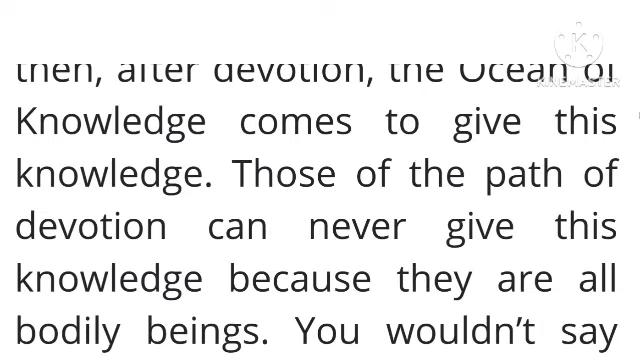 then, after devotion, the Ocean of
Knowledge comes to give this
knowledge. Those of the path of
devotion can never give this
knowledge because they are all
bodily beings. You wouldn't say
K
KINEMASTER